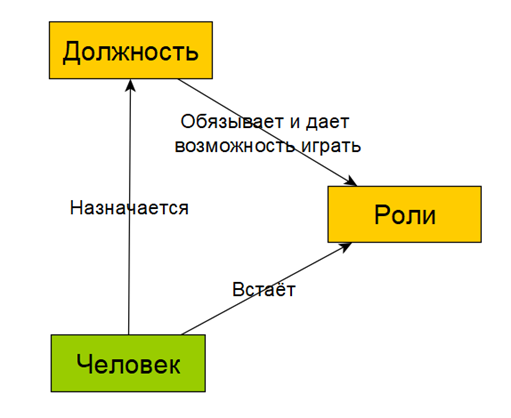 Должность
Обязывает и дает
возможность играть
Назначается
Роли
Встаёт
Человек